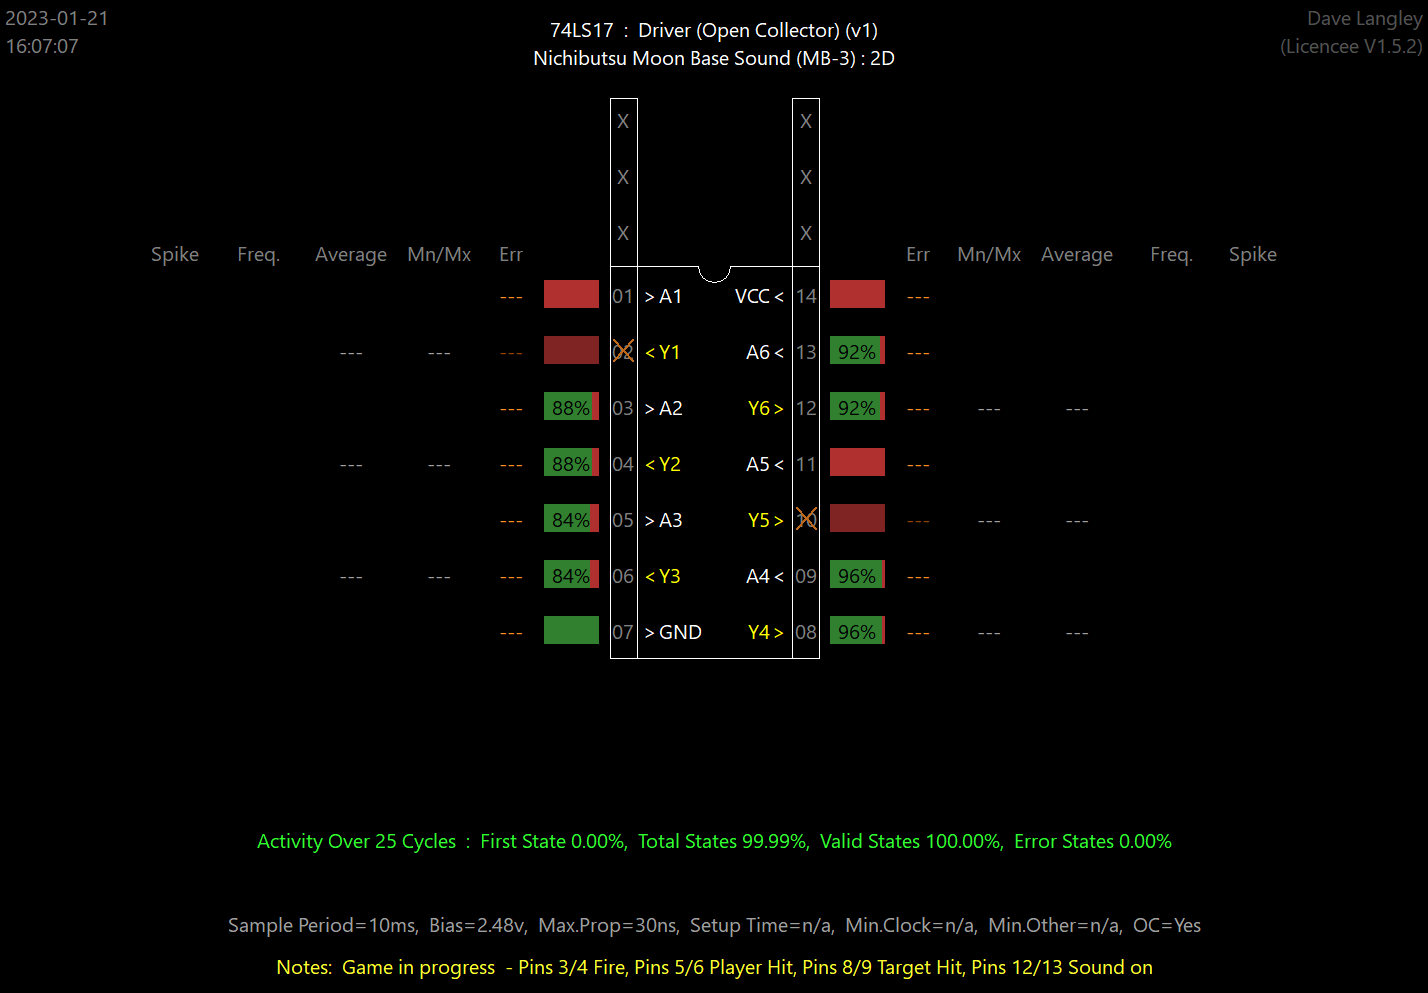 2023-01-21
16:07:07
74LS17 : Driver (Open Collector) (v1)
Nichibutsu Moon Base Sound (MB-3) : 2D
Dave Langley
(Licencee V1.5.2)
X X
X X
X X
Spike Freq. Average Mn/Mx Err Err Mn/Mx Average Freq. Spike
--- 01 > A1 VCC < 14 ---
--- --- --- 02 < Y1 A6 < 13 92% ---
--- 88% 03 > A2 Y6 > 12 92% --- --- ---
--- --- --- 88% 04 < Y2 A5 < 11 ---
--- 84% 05 > A3 Y5 > 10 --- --- ---
--- --- --- 84% 06 < Y3 A4 < 09 96% ---
--- 07 > GND Y4 > 08 96% --- --- ---
Activity Over 25 Cycles : First State 0.00%, Total States 99.99%, Valid States 100.00%, Error States 0.00%
Sample Period=10ms, Bias=2.48v, Max.Prop=30ns, Setup Time=n/a, Min.Clock=n/a, Min.Other=n/a, OC=Yes
Notes: Game in progress - Pins 3/4 Fire, Pins 5/6 Player Hit, Pins 8/9 Target Hit, Pins 12/13 Sound on